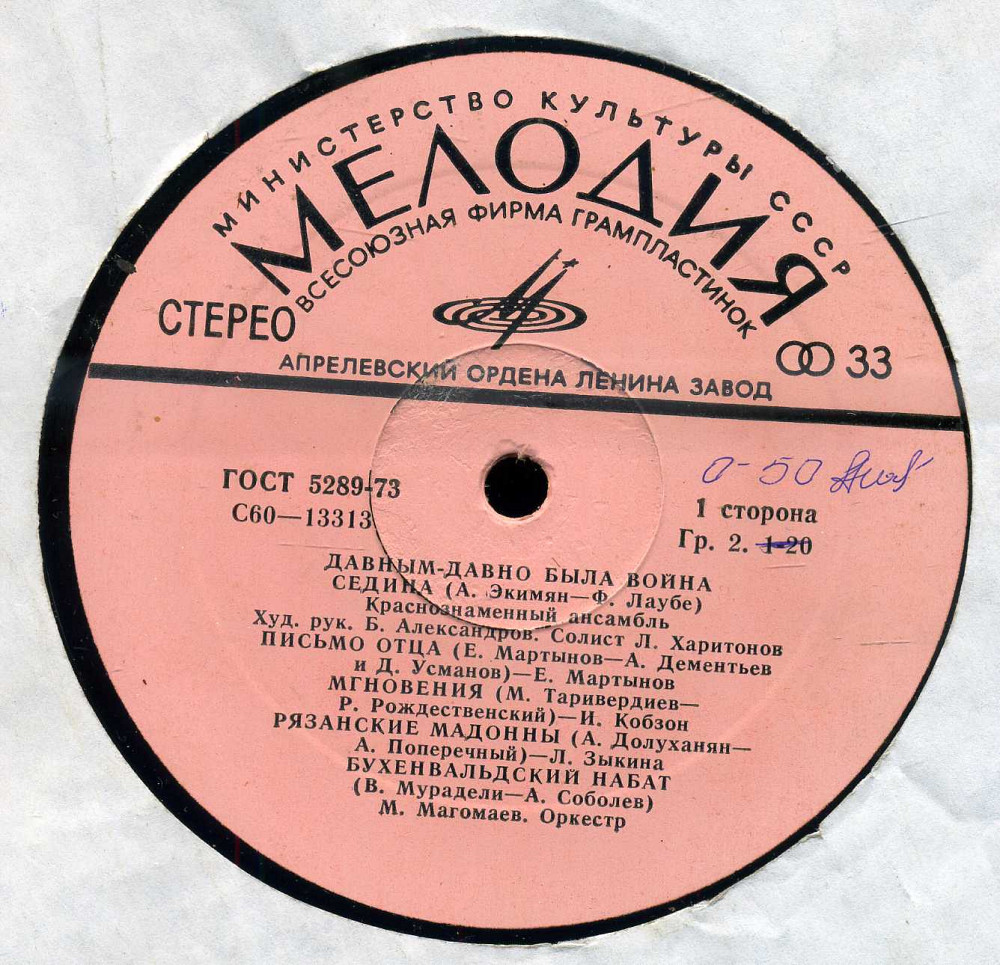 МИНИСТЕРСТВО КУЛЬТУРЫ СССР
МЕЛОДИЯ
ВСЕСОЮЗНАЯ ФИРМА ГРАМПЛАСТИНОК
СТЕРЕО
33
АПРЕЛЕВСКИЙ ОРДЕНА ЛЕНИНА ЗАВОД
0-50
ГОСТ 5289-73
1 сторона
С60—13313
Гр. 2. 1-20
ДАВНЫМ-ДАВНО БЫЛА ВОЙНА
СЕДИНА (А. Экимян—Ф. Лаубе)
Краснознаменный ансамбль
Худ. рук. Б. Александров. Солист Л. Харитонов
ПИСЬМО ОТЦА (Е. Мартынов—А. Дементьев
и Д. Усманов)—Е. Мартынов
МГНОВЕНИЯ (М. Таривердиев—
Р. Рождественский)—И. Кобзон
РЯЗАНСКИЕ МАДОННЫ (А. Долуханян—
А. Поперечный)—Л. Зыкина
БУХЕНВАЛЬДСКИЙ НАБАТ
(В. Мурадели—А. Соболев)
М. Магомаев. Оркестр